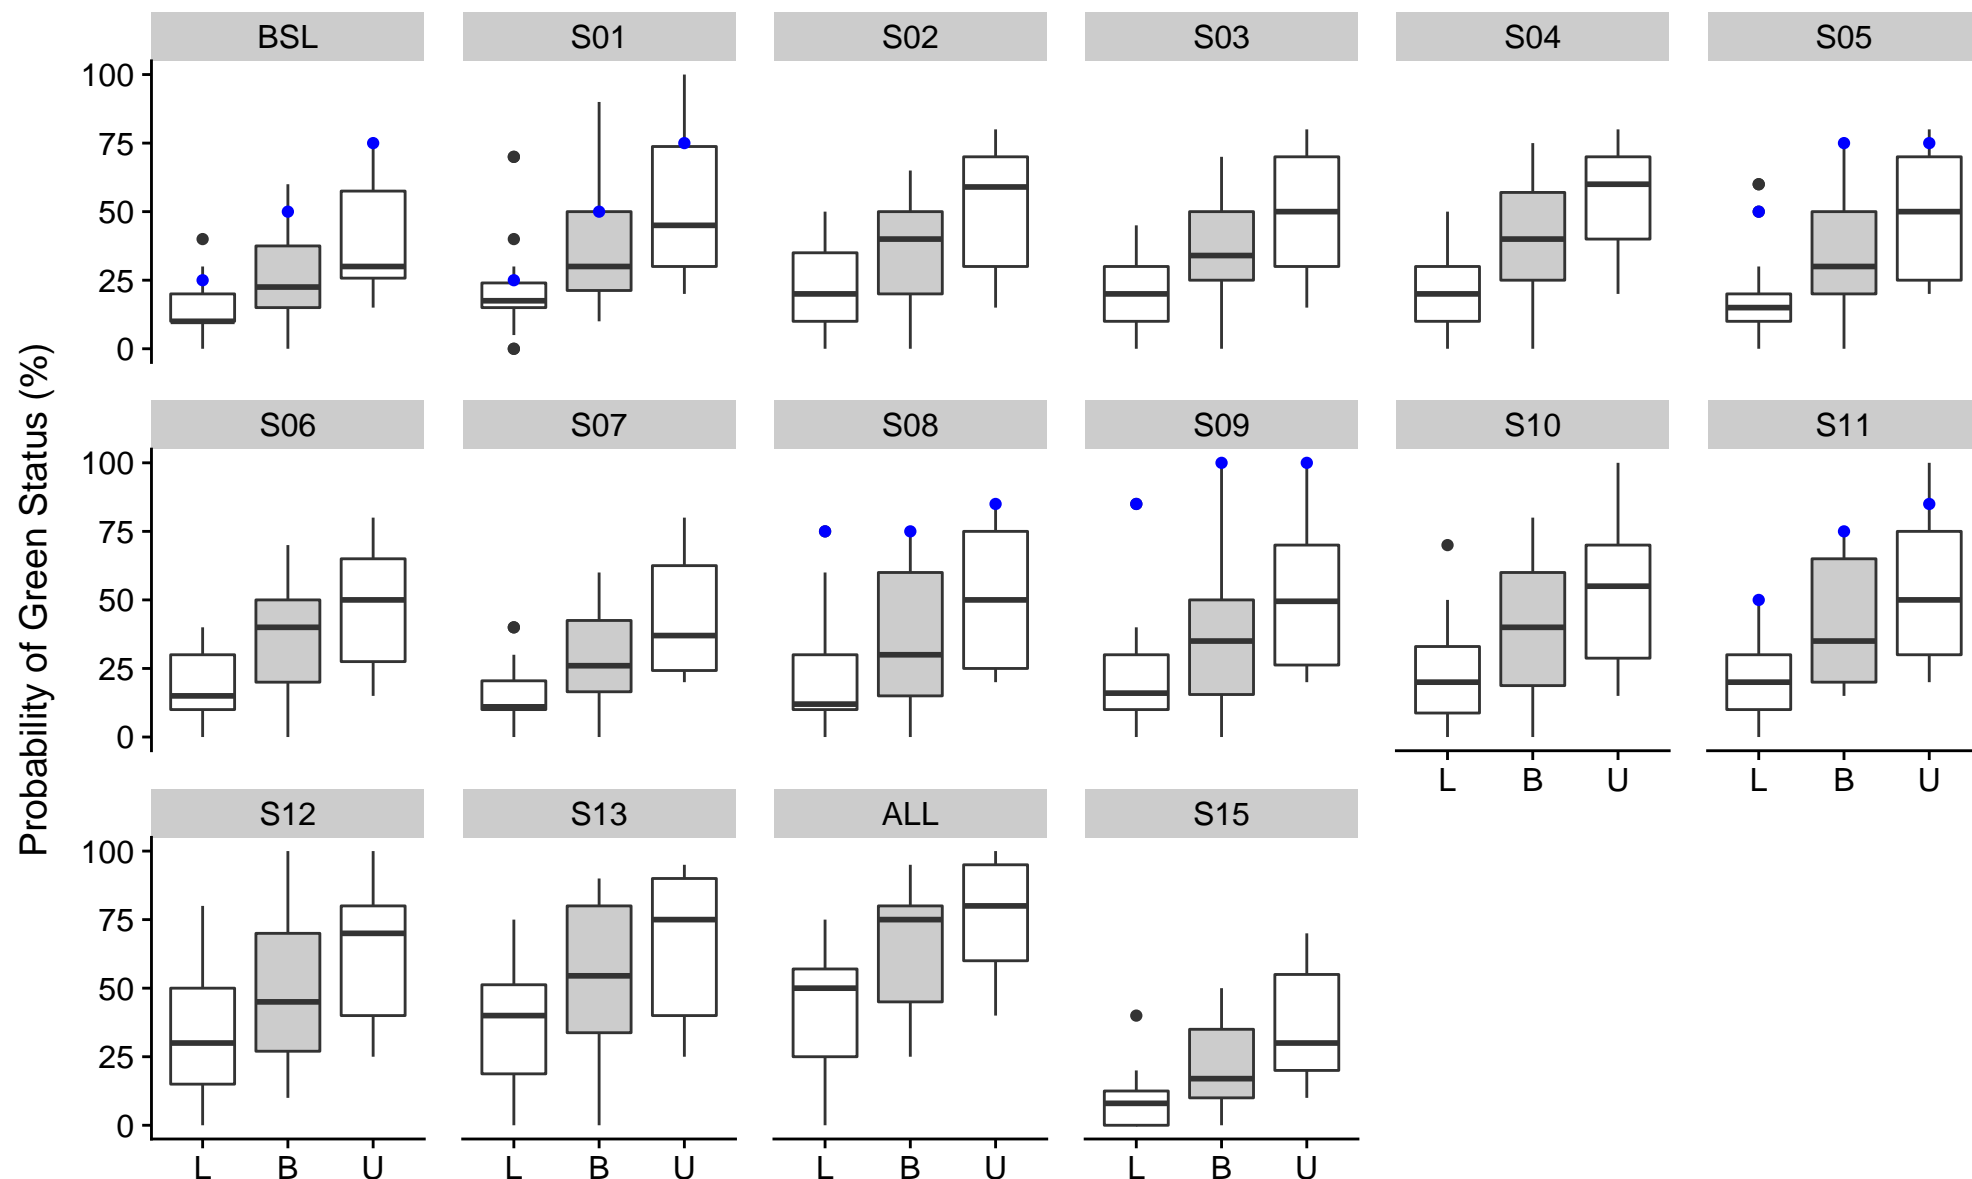 BSL S01 S02 S03 S04 S05
100
75
50
25
0
Probability of Green Status (%)
S06 S07 S08 S09 S10 S11
100
75
50
25
0
L B U L B U
S12 S13 ALL S15
100
75
50
25
0
L B U L B U L B U L B U